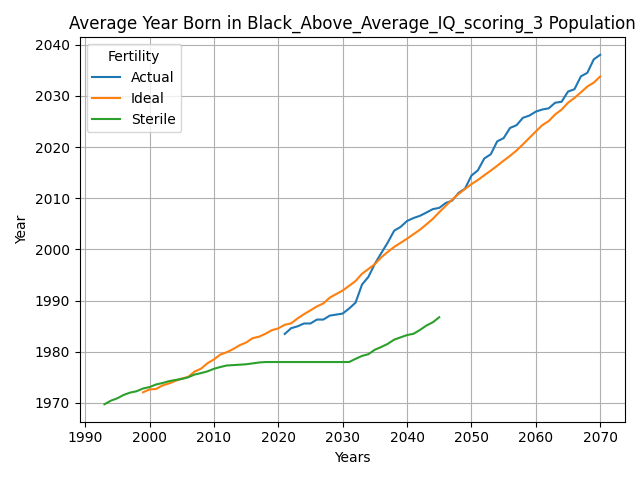 Average Year Born in Black_Above_Average_IQ_scoring_3 Population
2040
2030
2020
2010
2000
1990
1980
1970
Year
Fertility
Actual
Ideal
Sterile
1990 2000 2010 2020 2030 2040 2050 2060 2070
Years